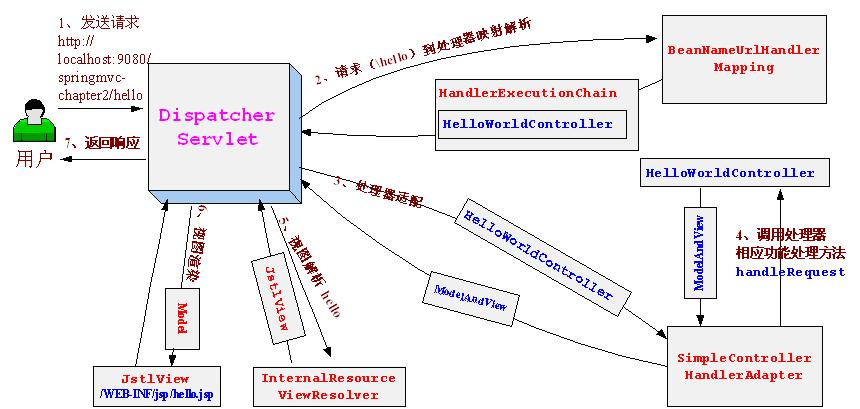 1、发送请求
http://
localhost:9080/
springmvc-
chapter2/hello
用户
7、返回响应
Dispatcher
Servlet
2、请求（\hello）到处理器映射解析
BeanNameUrlHandler
Mapping
HandlerExecutionChain
HelloWorldController
3、处理器适配
HelloWorldController
ModelAndView
HelloWorldController
ModelAndView
4、调用处理器
相应功能处理方法
handleRequest
SimpleController
HandlerAdapter
5、视图解析 hello
JstlView
InternalResource
ViewResolver
6、视图渲染
Model
JstlView
/WEB-INF/jsp/hello.jsp